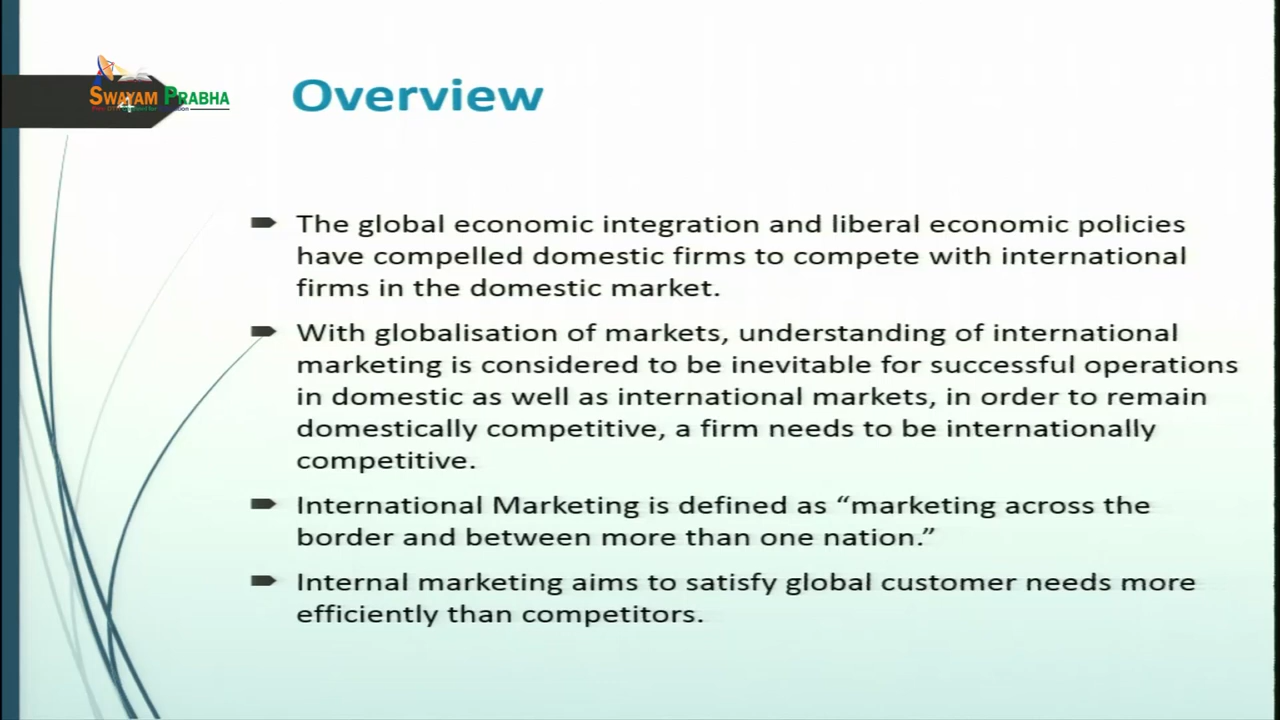 SWAYAM PRABHA
4
Overview
The global economic integration and liberal economic policies
have compelled domestic firms to compete with international
firms in the domestic market.
With globalisation of markets, understanding of international
marketing is considered to be inevitable for successful operations
in domestic as well as international markets, in order to remain
domestically competitive, a firm needs to be internationally
competitive.
International Marketing is defined as “marketing across the
border and between more than one nation.”
Internal marketing aims to satisfy global customer needs more
efficiently than competitors.